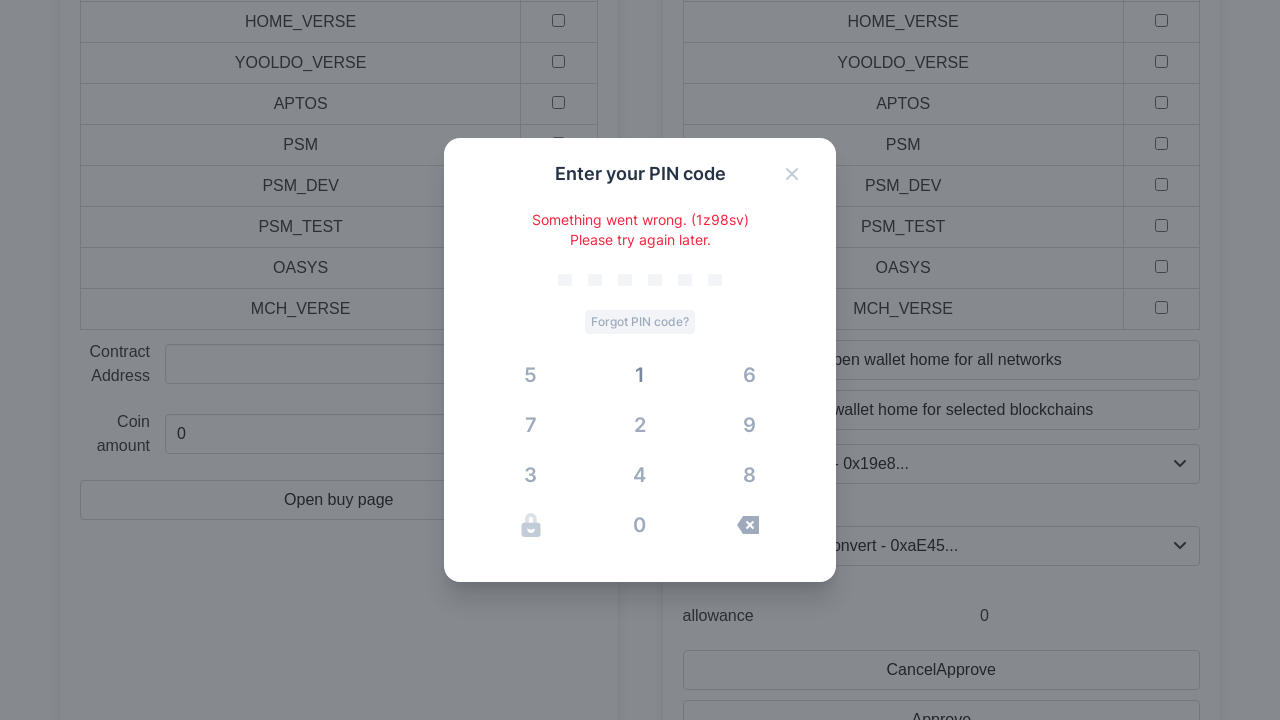 HOME_VERSE
YOOLDO_VERSE
APTOS
PSM
PSM_DEV
PSM_TEST
OASYS
MCH_VERSE
Contract
Address
Coin
amount
0
Open buy page
Enter your PIN code
Something went wrong. (1z98sv)
Please try again later.
Forgot PIN code?
5 1 6
7 2 9
3 4 8
0
HOME_VERSE
YOOLDO_VERSE
APTOS
PSM
PSM_DEV
PSM_TEST
OASYS
MCH_VERSE
pen wallet home for all networks
wallet home for selected blockchains
- 0x19e8...
onvert - 0xaE45...
allowance 0
CancelApprove
Approve